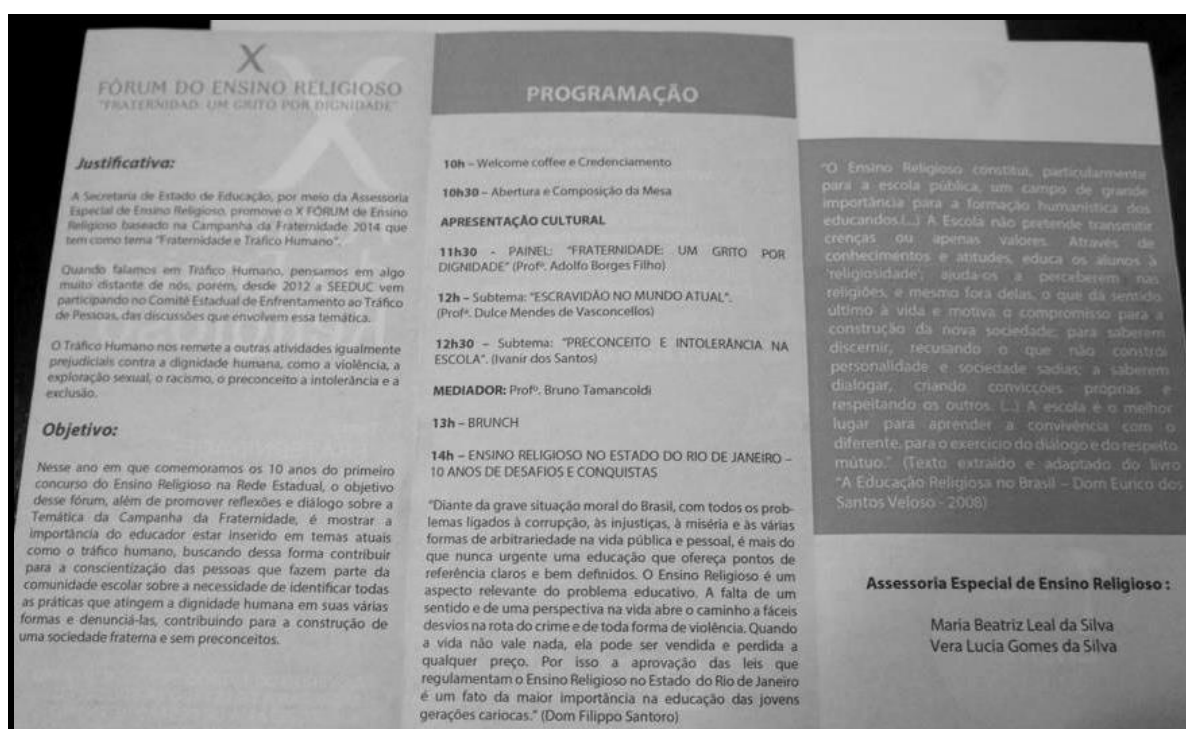 X
FÓRUM DO ENSINO RELIGIOSO
"FRATERNIDAD: UM GRITO POR DIGNIDADE"
Justificativa:
A Secretaria de Estado de Educação, por meio da Assessoria
Especial de Ensino Religioso, promove o X FÓRUM de Ensino
Religioso baseado na Campanha da Fraternidade 2014 que
tem como tema "Fraternidade e Tráfico Humano".
Quando falamos em Tráfico Humano, pensamos em algo
muito distante de nós, porém, desde 2012 a SEEDUC vem
participando no Comitê Estadual de Enfrentamento ao Tráfico
de Pessoas, das discussões que envolvem essa temática.
O Tráfico Humano nos remete a outras atividades igualmente
prejudiciais contra a dignidade humana, como a violência, a
exploração sexual, o racismo, o preconceito a intolerância e a
exclusão.
Objetivo:
Nesse ano em que comemoramos os 10 anos do primeiro
concurso do Ensino Religioso na Rede Estadual, o objetivo
desse fórum, além de promover reflexões e diálogo sobre a
Temática da Campanha da Fraternidade, é mostrar a
importância do educador estar inserido em temas atuais
como o tráfico humano, buscando dessa forma contribuir
para a conscientização das pessoas que fazem parte da
comunidade escolar sobre a necessidade de identificar todas
as práticas que atingem a dignidade humana em suas várias
formas e denunciá-las, contribuindo para a construção de
uma sociedade fraterna e sem preconceitos.
PROGRAMAÇÃO
10h – Welcome coffee e Credenciamento
10h30 – Abertura e Composição da Mesa
APRESENTAÇÃO CULTURAL
11h30 - PAINEL: "FRATERNIDADE: UM GRITO POR
DIGNIDADE" (Profº. Adolfo Borges Filho)
12h – Subtema: "ESCRAVIDÃO NO MUNDO ATUAL".
(Profª. Dulce Mendes de Vasconcellos)
12h30 – Subtema: "PRECONCEITO E INTOLERÂNCIA NA
ESCOLA". (Ivanir dos Santos)
MEDIADOR: Profº. Bruno Tamancoldi
13h – BRUNCH
14h – ENSINO RELIGIOSO NO ESTADO DO RIO DE JANEIRO –
10 ANOS DE DESAFIOS E CONQUISTAS
"Diante da grave situação moral do Brasil, com todos os prob-
lemas ligados à corrupção, às injustiças, à miséria e às várias
formas de arbitrariedade na vida pública e pessoal, é mais do
que nunca urgente uma educação que ofereça pontos de
referência claros e bem definidos. O Ensino Religioso é um
aspecto relevante do problema educativo. A falta de um
sentido e de uma perspectiva na vida abre o caminho a fáceis
desvios na rota do crime e de toda forma de violência. Quando
a vida não vale nada, ela pode ser vendida e perdida a
qualquer preço. Por isso a aprovação das leis que
regulamentam o Ensino Religioso no Estado do Rio de Janeiro
é um fato da maior importância na educação das jovens
gerações cariocas." (Dom Filippo Santoro)
"O Ensino Religioso constitui, particularmente
para a escola pública, um campo de grande
importância para a formação humanística dos
educandos.(...) A Escola não pretende transmitir
crenças ou apenas valores. Através de
conhecimentos e atitudes, educa os alunos à
'religiosidade'; ajuda-os a perceberem nas
religiões, e mesmo fora delas, o que dá sentido
último à vida e motiva o compromisso para a
construção da nova sociedade; para saberem
discernir, recusando o que não constrói
personalidade e sociedade sadias; a saberem
dialogar, criando convicções próprias e
respeitando os outros. (...) A escola é o melhor
lugar para aprender a convivência com o
diferente, para o exercício do diálogo e do respeito
mútuo." (Texto extraído e adaptado do livro
"A Educação Religiosa no Brasil – Dom Eurico dos
Santos Veloso - 2008)
Assessoria Especial de Ensino Religioso :
Maria Beatriz Leal da Silva
Vera Lucia Gomes da Silva